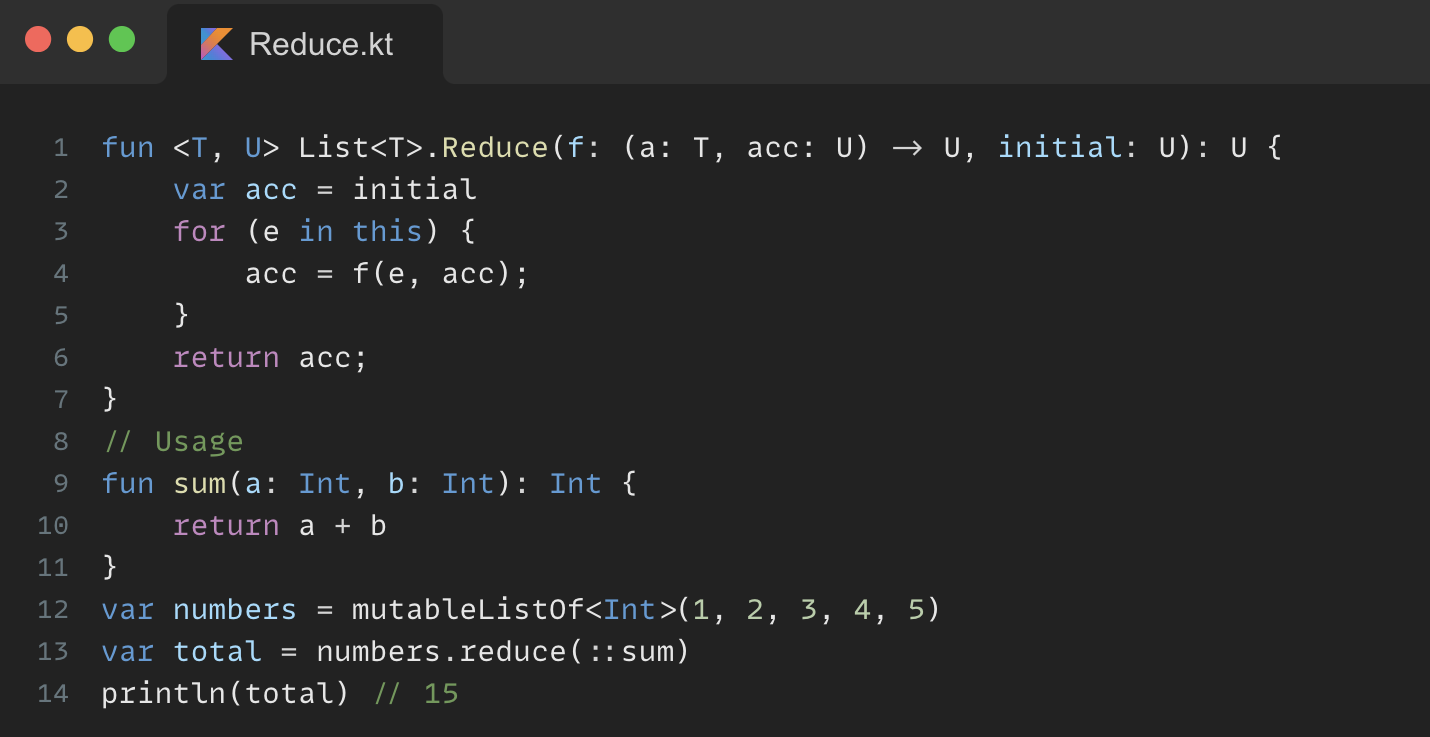 Reduce.kt
1 fun <T, U> List<T>.Reduce(f: (a: T, acc: U) -> U, initial: U): U {
2     var acc = initial
3     for (e in this) {
4         acc = f(e, acc);
5     }
6     return acc;
7 }
8 // Usage
9 fun sum(a: Int, b: Int): Int {
10     return a + b
11 }
12 var numbers = mutableListOf<Int>(1, 2, 3, 4, 5)
13 var total = numbers.reduce(::sum)
14 println(total) // 15